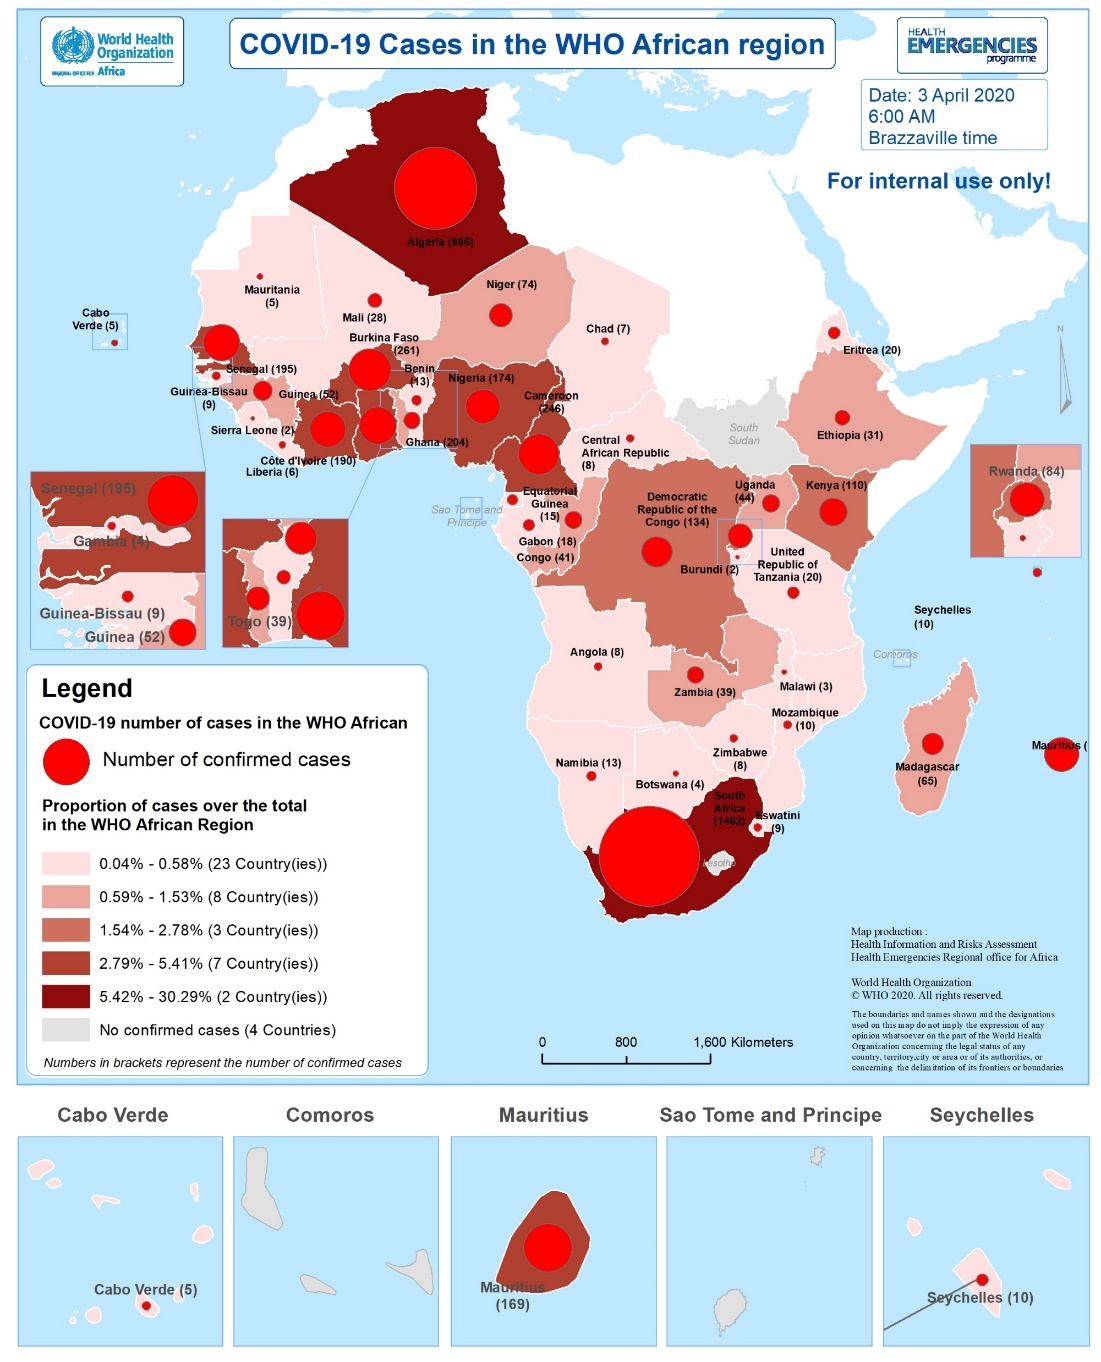 World Health
Organization
REGIONAL OFFICE FOR Africa
COVID-19 Cases in the WHO African region
HEALTH
EMERGENCIES
programme
Date: 3 April 2020
6:00 AM
Brazzaville time
For internal use only!
Algeria (986)
Mauritania
(5)
Mali (28)
Niger (74)
Chad (7)
Cabo
Verde (5)
Burkina Faso
(261)
Benin
(13)
Eritrea (20)
Senegal (195)
Guinea-Bissau
(9)
Guinea (52)
Nigeria (174)
Cameroon
(246)
Sierra Leone (2)
Ghana (204)
Côte d'Ivoire (190)
Liberia (6)
Central
African Republic
(8)
South
Sudan
Ethiopia (31)
Rwanda (84)
Senegal (195)
Gambia (4)
Guinea-Bissau (9)
Guinea (52)
Togo (39)
Sao Tome and
Principe
Equatorial
Guinea
(15)
Gabon (18)
Congo (41)
Democratic
Republic of the
Congo (134)
Uganda
(44)
Kenya (110)
Burundi (2)
United
Republic of
Tanzania (20)
Seychelles
(10)
Comoros
Angola (8)
Zambia (39)
Malawi (3)
Mozambique
(10)
Zimbabwe
(8)
Namibia (13)
Botswana (4)
Madagascar
(65)
Mauritius (
South
Africa
(1462)
Eswatini
(9)
Lesotho
N
Legend
COVID-19 number of cases in the WHO African
Number of confirmed cases
Proportion of cases over the total
in the WHO African Region
0.04% - 0.58% (23 Country(ies))
0.59% - 1.53% (8 Country(ies))
1.54% - 2.78% (3 Country(ies))
2.79% - 5.41% (7 Country(ies))
5.42% - 30.29% (2 Country(ies))
No confirmed cases (4 Countries)
Numbers in brackets represent the number of confirmed cases
0 800 1,600 Kilometers
Map production :
Health Information and Risks Assessment
Health Emergencies Regional office for Africa
World Health Organization
© WHO 2020. All rights reserved.
The boundaries and names shown and the designations
used on this map do not imply the expression of any
opinion whatsoever on the part of the World Health
Organization concerning the legal status of any
country, territory,city or area or of its authorities, or
concerning the delimitation of its frontiers or boundaries
Cabo Verde
Comoros
Mauritius
Sao Tome and Principe
Seychelles
Cabo Verde (5)
Mauritius
(169)
Seychelles (10)